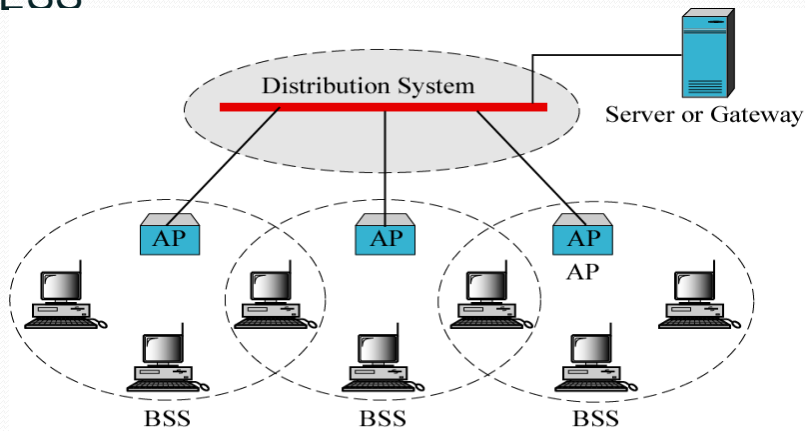 ESS
Distribution System
Server or Gateway
AP
AP
AP
AP
BSS
BSS
BSS